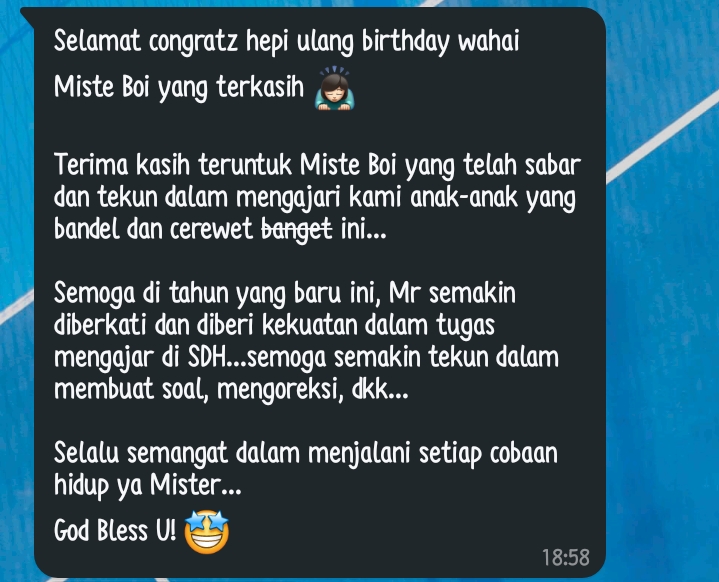 Selamat congratz hepi ulang birthday wahai
Miste Boi yang terkasih 🙇
Terima kasih teruntuk Miste Boi yang telah sabar
dan tekun dalam mengajari kami anak-anak yang
bandel dan cerewet banget ini...
Semoga di tahun yang baru ini, Mr semakin
diberkati dan diberi kekuatan dalam tugas
mengajar di SDH...semoga semakin tekun dalam
membuat soal, mengoreksi, dkk...
Selalu semangat dalam menjalani setiap cobaan
hidup ya Mister...
God Bless U! 🤩
18:58